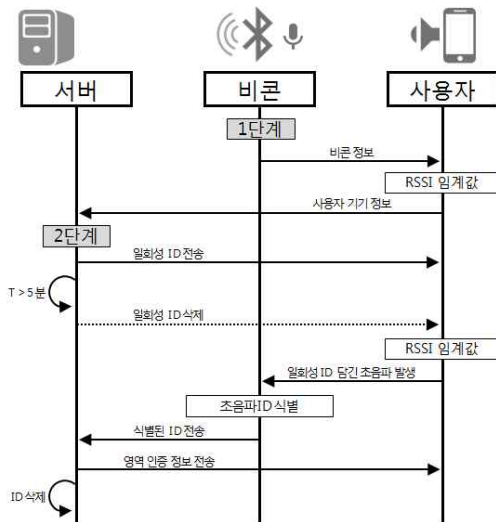 서버
비콘
사용자
1단계
비콘 정보
RSSI 임계값
사용자 기기 정보
2단계
일회성 ID 전송
T > 5분
일회성 ID 삭제
RSSI 임계값
일회성 ID 담긴 초음파 발생
초음파ID 식별
식별된 ID 전송
영역 인증 정보 전송
ID 삭제